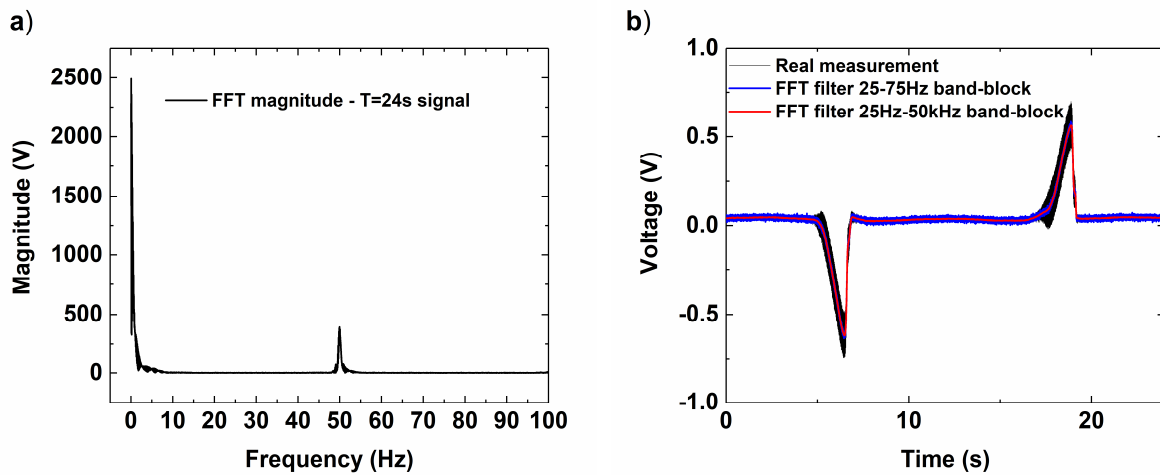 a)
2500
2000
1500
1000
500
0
Magnitude (V)
FFT magnitude - T=24s signal
0 10 20 30 40 50 60 70 80 90 100
Frequency (Hz)
b)
1.0
0.5
0.0
-0.5
-1.0
Voltage (V)
Real measurement
FFT filter 25-75Hz band-block
FFT filter 25Hz-50kHz band-block
0 10 20
Time (s)